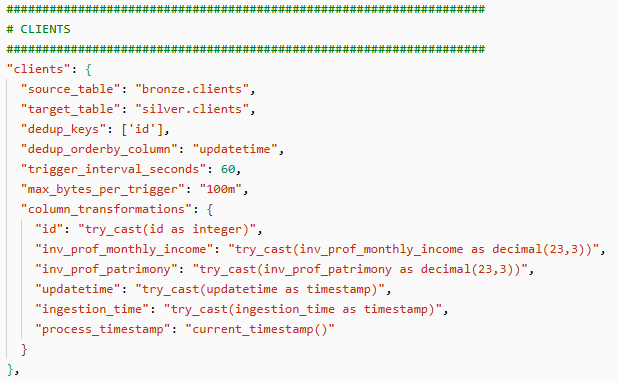 ####################################################################
# CLIENTS
####################################################################
"clients": {
"source_table": "bronze.clients",
"target_table": "silver.clients",
"dedup_keys": ['id'],
"dedup_orderby_column": "updatetime",
"trigger_interval_seconds": 60,
"max_bytes_per_trigger": "100m",
"column_transformations": {
"id": "try_cast(id as integer)",
"inv_prof_monthly_income": "try_cast(inv_prof_monthly_income as decimal(23,3))",
"inv_prof_patrimony": "try_cast(inv_prof_patrimony as decimal(23,3))",
"updatetime": "try_cast(updatetime as timestamp)",
"ingestion_time": "try_cast(ingestion_time as timestamp)",
"process_timestamp": "current_timestamp()"
}
},